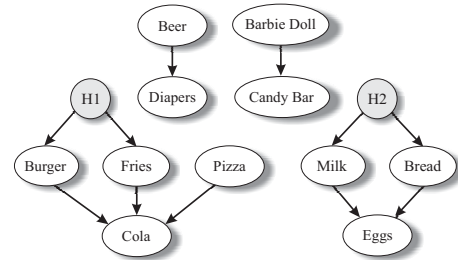 Beer
Barbie Doll
H1
Diapers
Candy Bar
H2
Burger
Fries
Pizza
Milk
Bread
Cola
Eggs